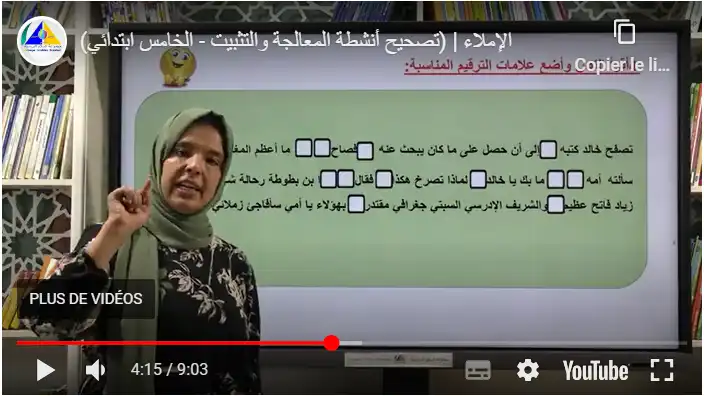 الإملاء | (تصحيح أنشطة المعالجة والتثبيت - الخامس ابتدائي)
Copier le li...
وأضع علامات الترقيم المناسبة:
تصفح خالد كتبه إلى أن حصل على ما كان يبحث عنه فصاح ما أعظم
سألته أمه ما بك يا خالد لماذا تصرخ هكذ فقال بن بطوطة رحالة
زياد فاتح عظيم والشريف الإدرسي السبتي جغرافي مقتدر بهؤلاء يا أمي سأفاجئ زملائي
PLUS DE VIDÉOS
4:15 / 9:03
YouTube